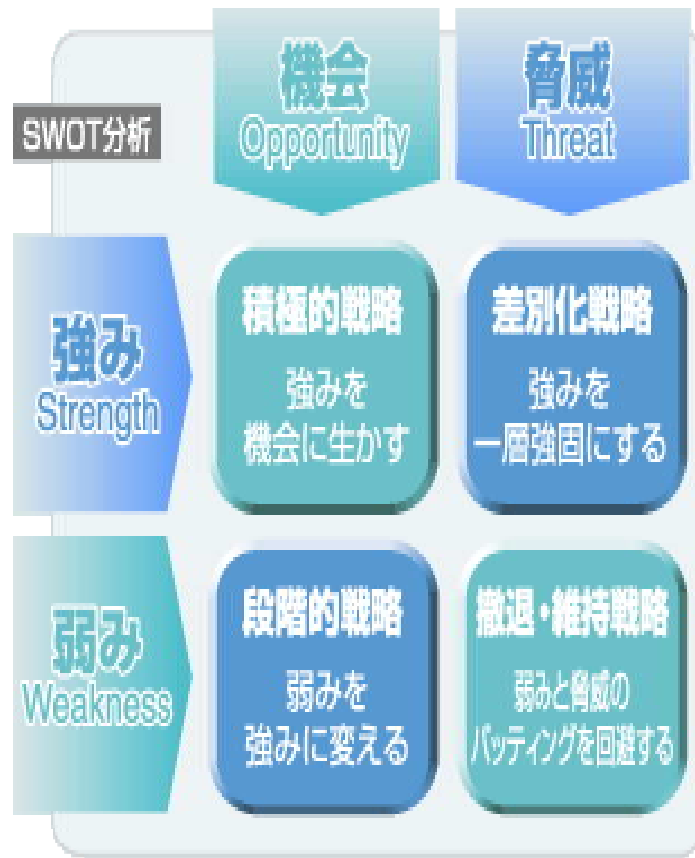 機会
Opportunity
脅威
Threat
SWOT分析
強み
Strength
積極的戦略
強みを
機会に生かす
差別化戦略
強みを
一層強固にする
弱み
Weakness
段階的戦略
弱みを
強みに変える
撤退・維持戦略
弱みと脅威の
バッティングを回避する